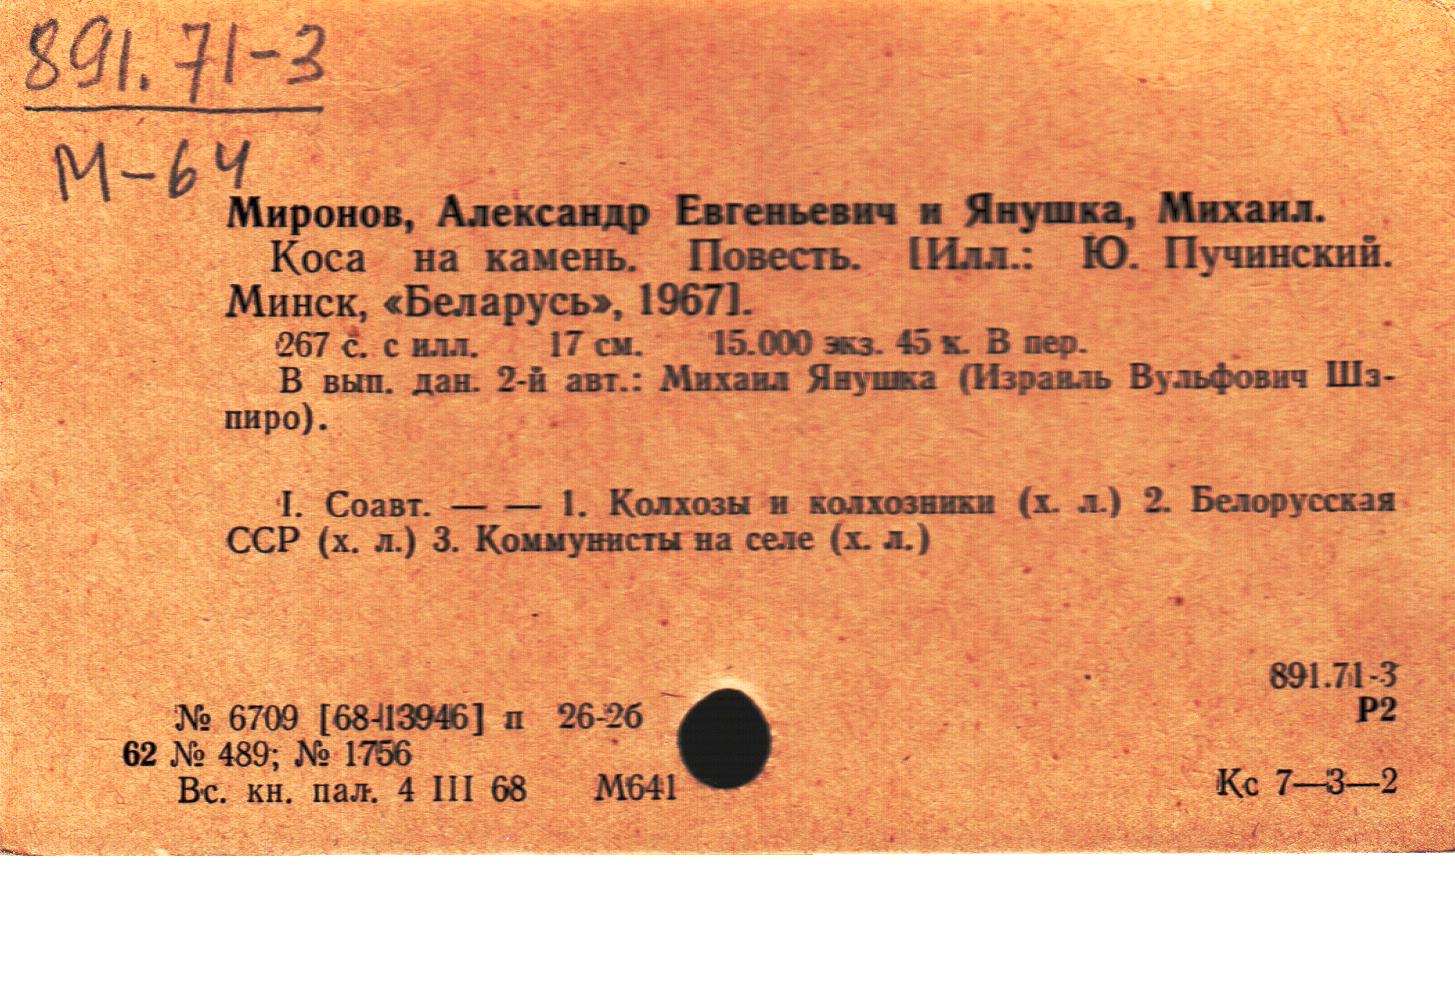 891.71-3
М-64
Миронов, Александр Евгеньевич и Янушка, Михаил.
Коса на камень. Повесть. [Илл.: Ю. Пучинский.
Минск, «Беларусь», 1967].
267 с. с илл. 17 см. 15.000 экз. 45 к. В пер.
В вып. дан. 2-й авт.: Михаил Янушка (Израиль Вульфович Шэ-
пиро).
I. Соавт. — — 1. Колхозы и колхозники (х. л.) 2. Белорусская
ССР (х. л.) 3. Коммунисты на селе (х. л.)
891.71-3
№ 6709 [68-13946] п 26-2б
Р2
62 № 489; № 1756
Вс. кн. пал. 4 III 68 М641
Кс 7—3—2